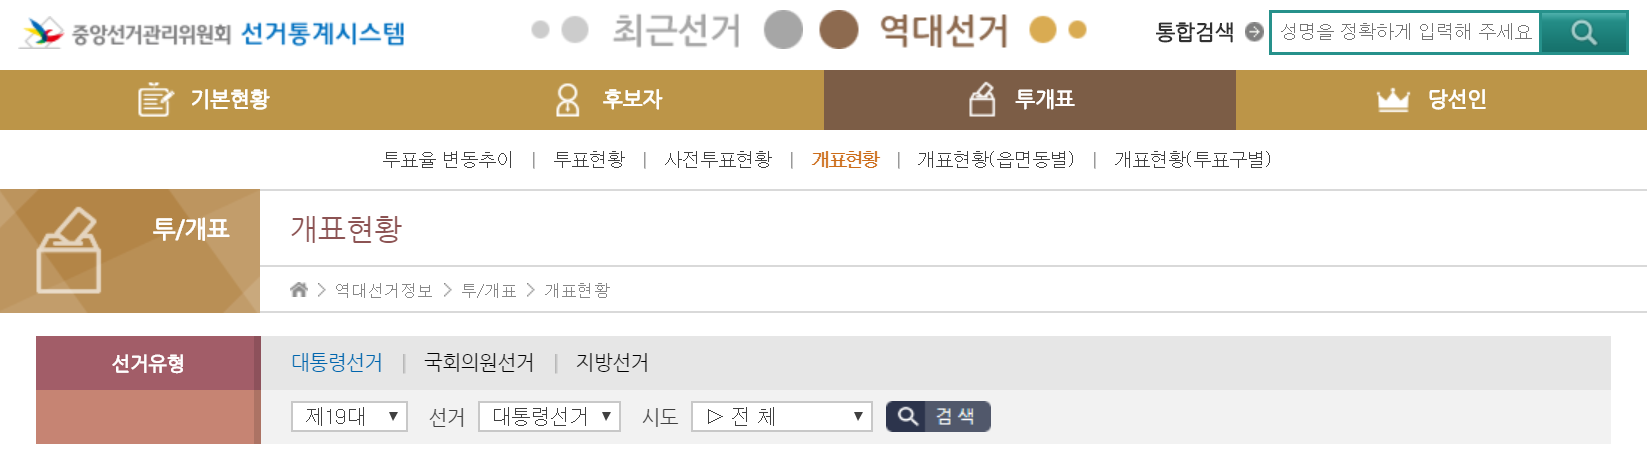 중앙선거관리위원회 선거통계시스템 최근선거 역대선거 통합검색 성명을 정확하게 입력해 주세요
기본현황 후보자 투개표 당선인
투표율 변동추이 | 투표현황 | 사전투표현황 | 개표현황 | 개표현황(읍면동별) | 개표현황(투표구별)
투/개표 개표현황
역대선거정보 > 투/개표 > 개표현황
선거유형 대통령선거 | 국회의원선거 | 지방선거
제19대 ▼ 선거 대통령선거 ▼ 시도 ▷ 전 체 ▼ 검색